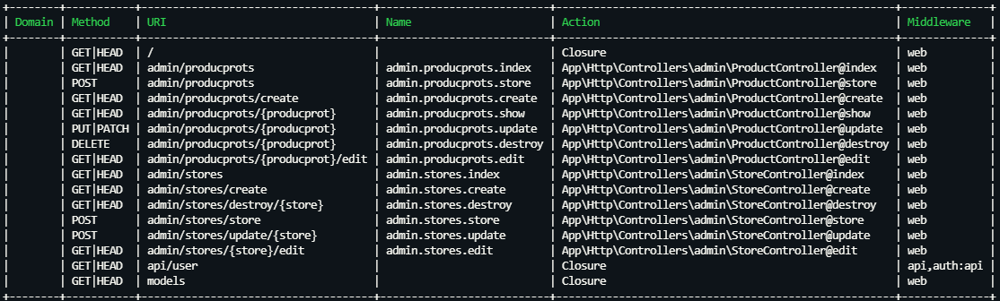 +--------+-----------+--------------------------------+---------------------------+-----------------------------------------------+--------------+
| Domain | Method | URI | Name | Action | Middleware |
+--------+-----------+--------------------------------+---------------------------+-----------------------------------------------+--------------+
| | GET|HEAD | / | | Closure | web |
| | GET|HEAD | admin/producprots | admin.producprots.index | App\Http\Controllers\admin\ProductController@index | web |
| | POST | admin/producprots | admin.producprots.store | App\Http\Controllers\admin\ProductController@store | web |
| | GET|HEAD | admin/producprots/create | admin.producprots.create | App\Http\Controllers\admin\ProductController@create | web |
| | GET|HEAD | admin/producprots/{producprot} | admin.producprots.show | App\Http\Controllers\admin\ProductController@show | web |
| | PUT|PATCH | admin/producprots/{producprot} | admin.producprots.update | App\Http\Controllers\admin\ProductController@update | web |
| | DELETE | admin/producprots/{producprot} | admin.producprots.destroy | App\Http\Controllers\admin\ProductController@destroy | web |
| | GET|HEAD | admin/producprots/{producprot}/edit | admin.producprots.edit | App\Http\Controllers\admin\ProductController@edit | web |
| | GET|HEAD | admin/stores | admin.stores.index | App\Http\Controllers\admin\StoreController@index | web |
| | GET|HEAD | admin/stores/create | admin.stores.create | App\Http\Controllers\admin\StoreController@create | web |
| | GET|HEAD | admin/stores/destroy/{store} | admin.stores.destroy | App\Http\Controllers\admin\StoreController@destroy | web |
| | POST | admin/stores/store | admin.stores.store | App\Http\Controllers\admin\StoreController@store | web |
| | POST | admin/stores/update/{store} | admin.stores.update | App\Http\Controllers\admin\StoreController@update | web |
| | GET|HEAD | admin/stores/{store}/edit | admin.stores.edit | App\Http\Controllers\admin\StoreController@edit | web |
| | GET|HEAD | api/user | | Closure | api,auth:api |
| | GET|HEAD | models | | Closure | web |
+--------+-----------+--------------------------------+---------------------------+-----------------------------------------------+--------------+